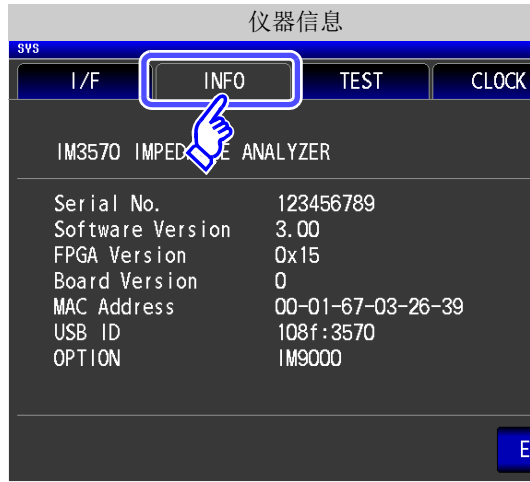 仪器信息
SYS
I/F INFO TEST CLOCK
IM3570 ANALYZER
Serial No. 123456789
Software Version 3.00
FPGA Version 0x15
Board Version 0
MAC Address 00-01-67-03-26-39
USB ID 108f:3570
OPTION IM9000